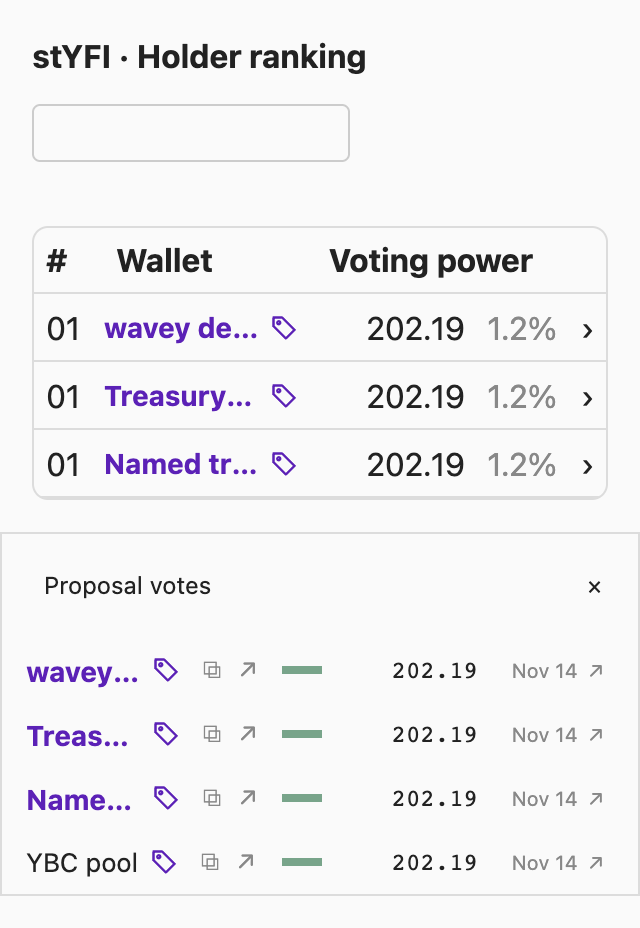 stYFI · Holder ranking
# Wallet Voting power
01 wavey de... 202.19 1.2% ›
01 Treasury... 202.19 1.2% ›
01 Named tr... 202.19 1.2% ›
Proposal votes ×
wavey... 202.19 Nov 14 ↗
Treas... 202.19 Nov 14 ↗
Name... 202.19 Nov 14 ↗
YBC pool 202.19 Nov 14 ↗